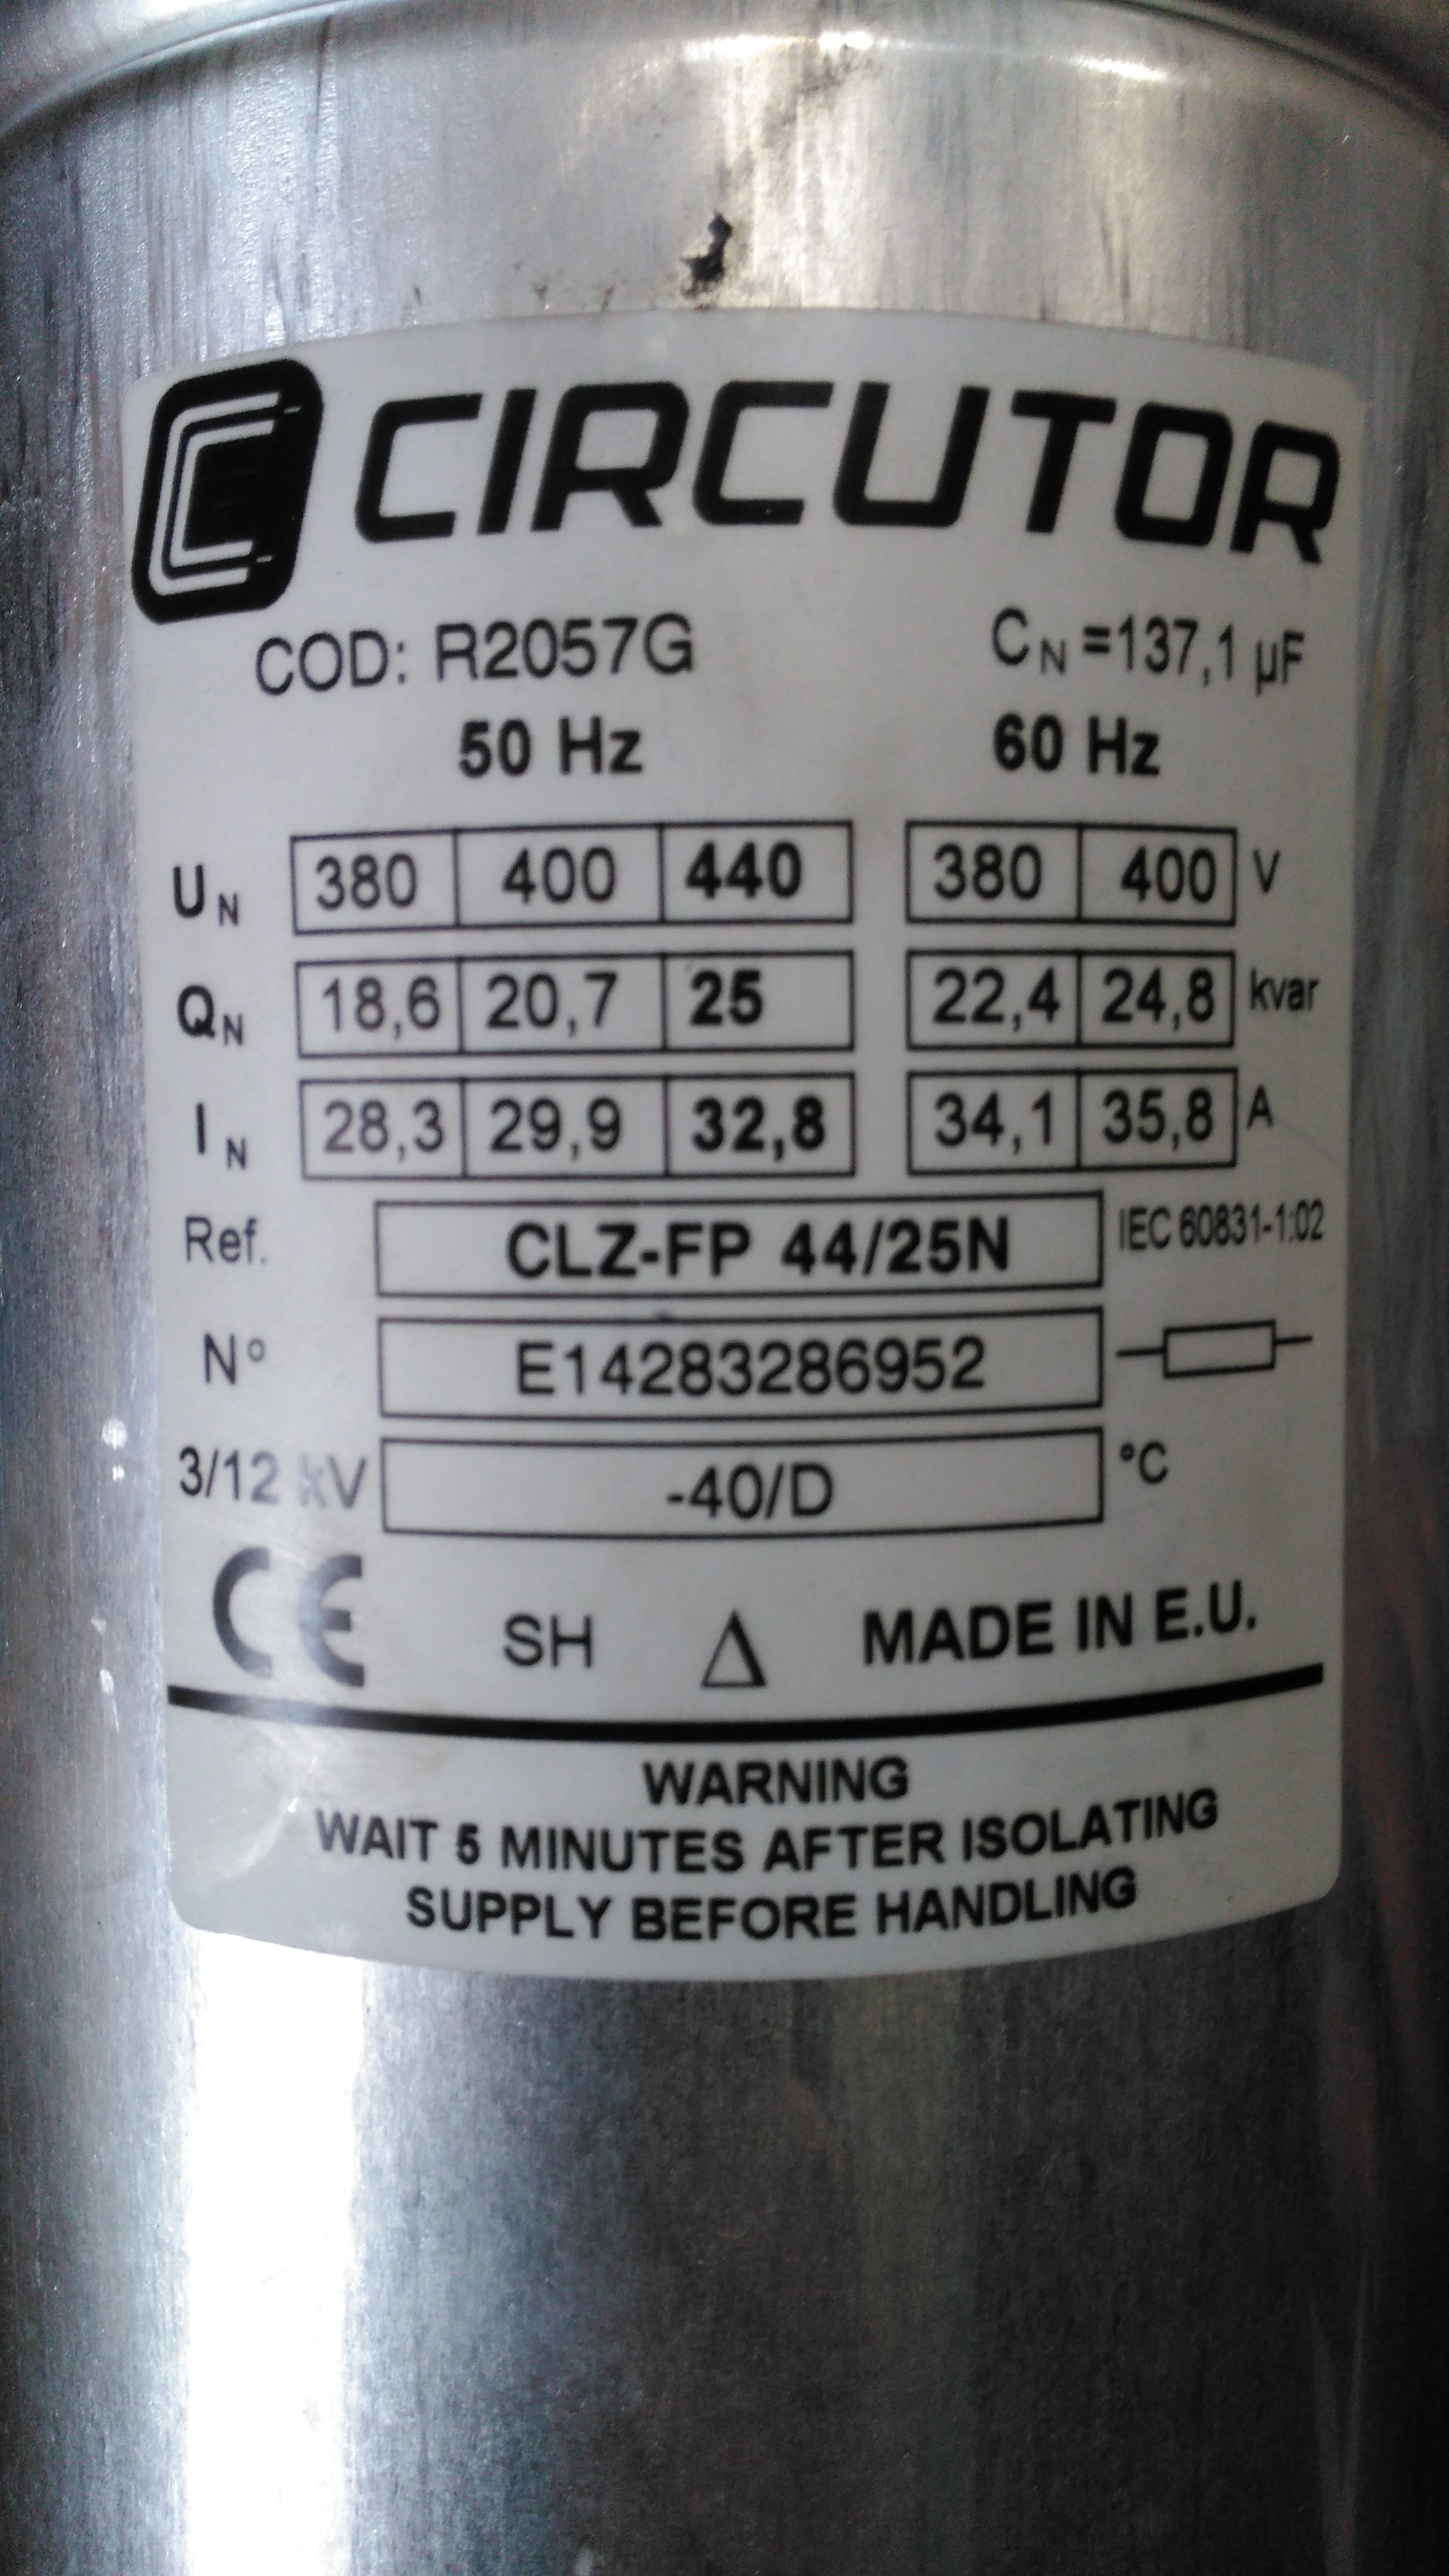 CIRCUTOR
COD: R2057G CN =137,1 µF
50 Hz 60 Hz
UN 380 400 440 380 400 V
QN 18,6 20,7 25 22,4 24,8 kvar
IN 28,3 29,9 32,8 34,1 35,8 A
Ref. CLZ-FP 44/25N IEC 60831-1:02
Nº E14283286952
3/12 kV -40/D °C
CE SH Δ MADE IN E.U.
WARNING
WAIT 5 MINUTES AFTER ISOLATING
SUPPLY BEFORE HANDLING